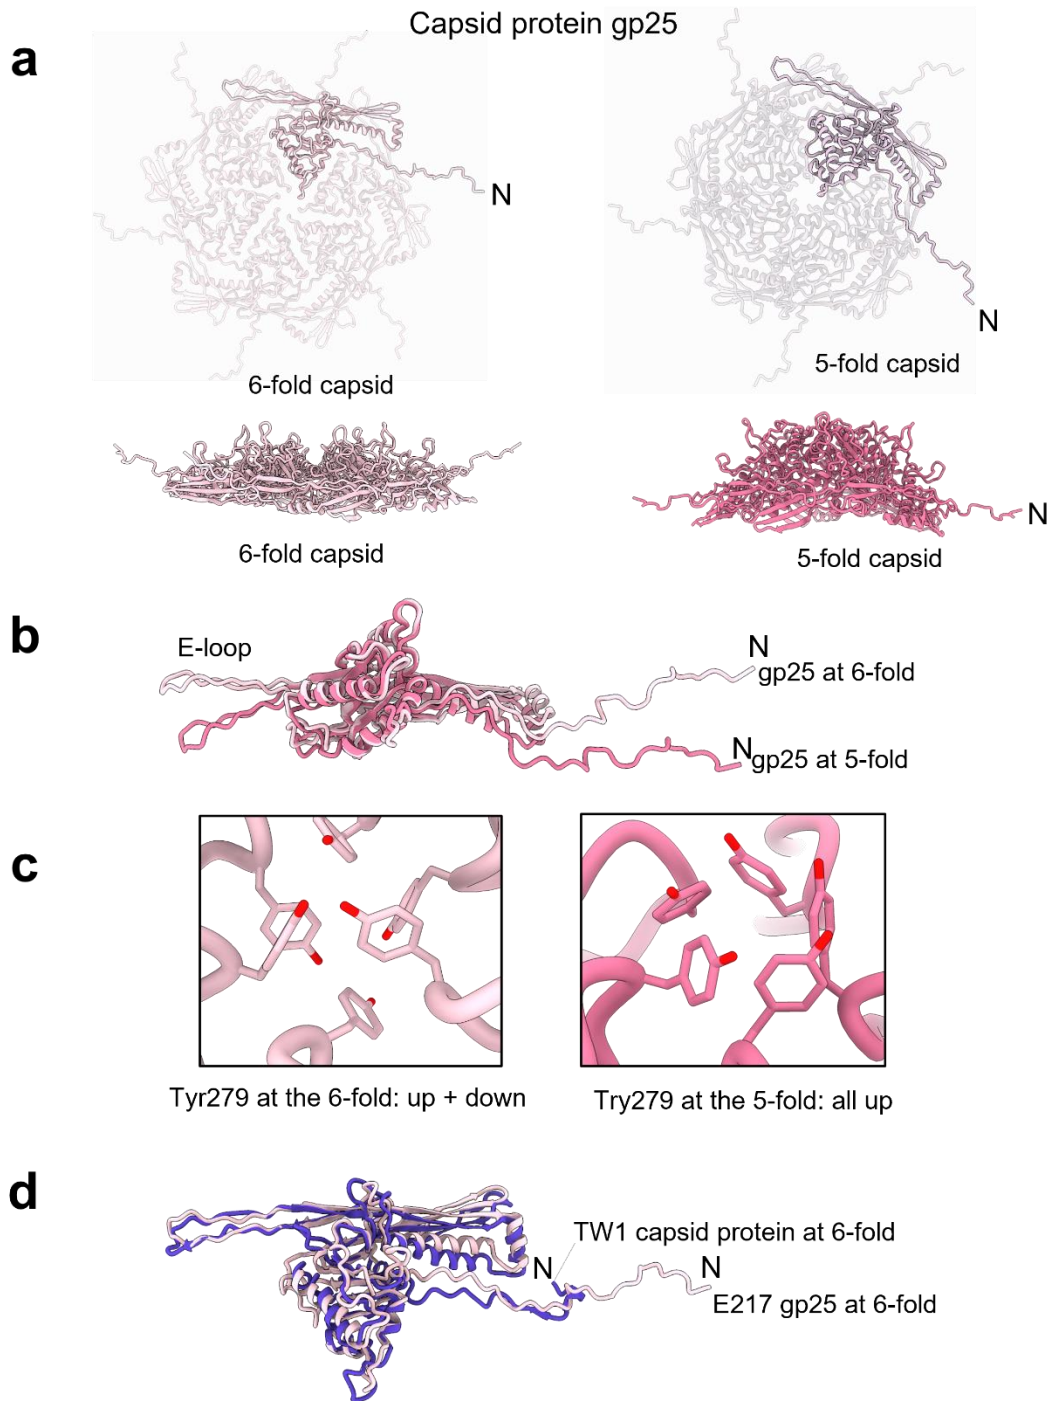 Capsid protein gp25
a
N
6-fold capsid
N
5-fold capsid
6-fold capsid
N
5-fold capsid
b
E-loop
N
gp25 at 6-fold
N
gp25 at 5-fold
c
Tyr279 at the 6-fold: up + down
Try279 at the 5-fold: all up
d
TW1 capsid protein at 6-fold
N
N
E217 gp25 at 6-fold